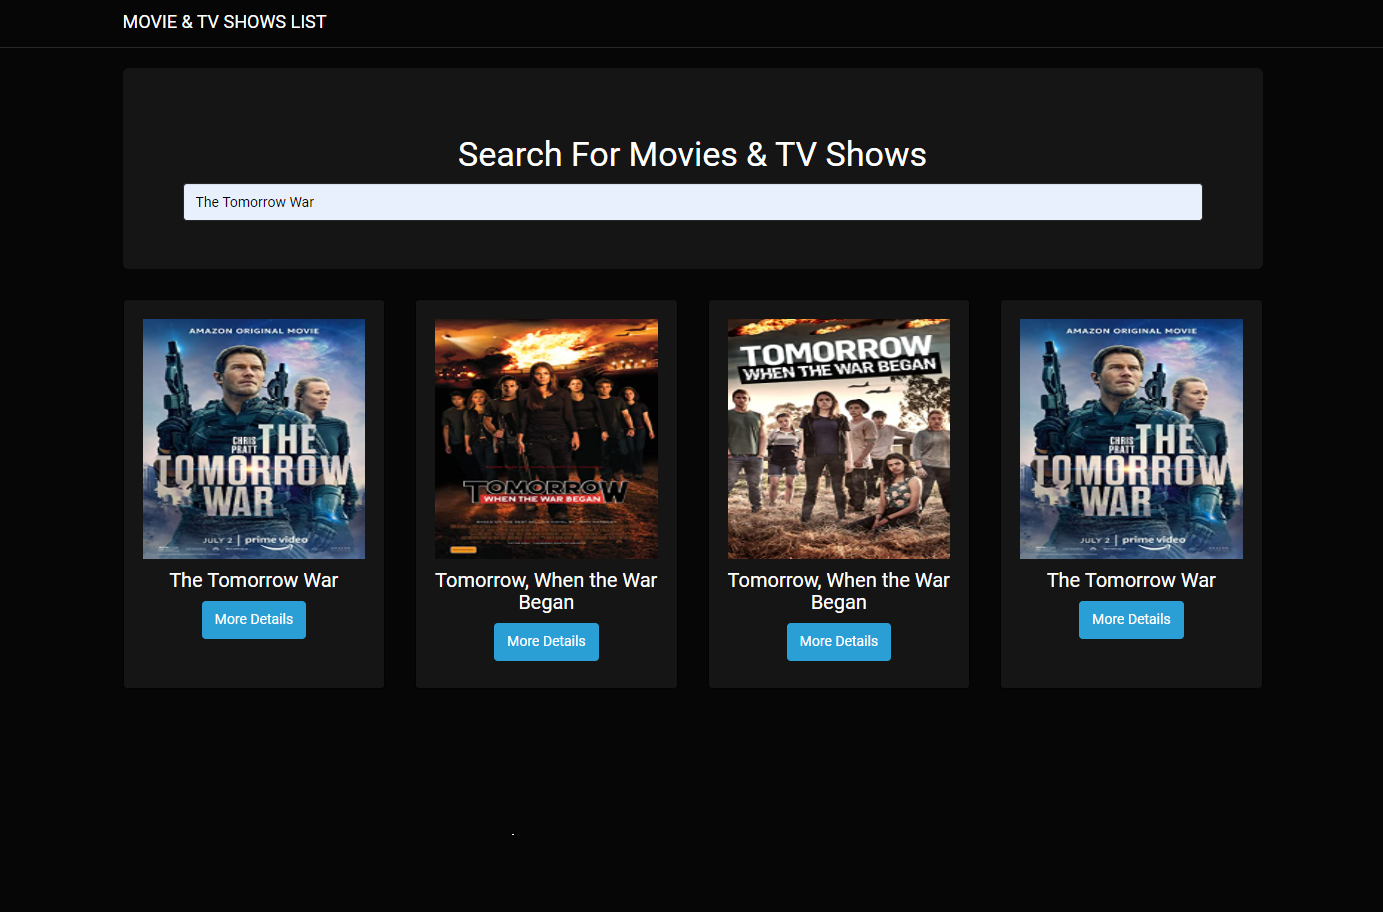 MOVIE & TV SHOWS LIST
Search For Movies & TV Shows
The Tomorrow War
AMAZON ORIGINAL MOVIE
CHRIS PRATT
THE
TOMORROW
WAR
JULY 2 | prime video
The Tomorrow War
More Details
TOMORROW
WHEN THE WAR BEGAN
Tomorrow, When the War
Began
More Details
TOMORROW
WHEN THE WAR BEGAN
Tomorrow, When the War
Began
More Details
AMAZON ORIGINAL MOVIE
CHRIS PRATT
THE
TOMORROW
WAR
JULY 2 | prime video
The Tomorrow War
More Details